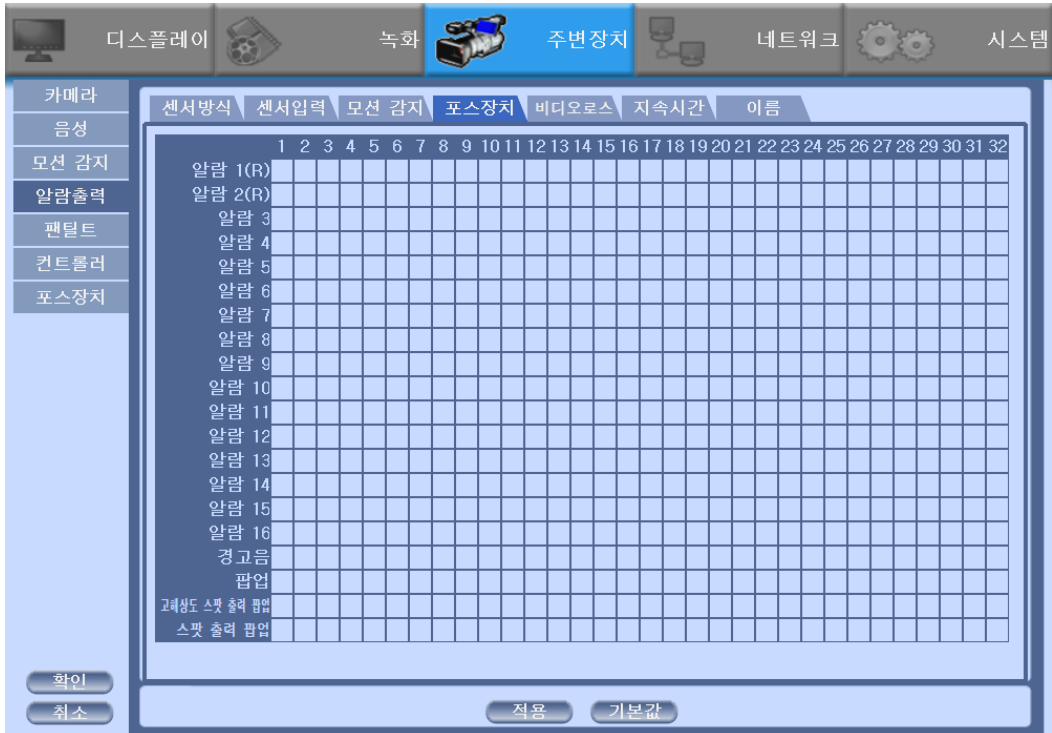 디스플레이 녹화 주변장치 네트워크 시스템
카메라
음성
모션 감지
알람출력
팬틸트
컨트롤러
포스장치
센서방식 센서입력 모션 감지 포스장치 비디오로스 지속시간 이름
1 2 3 4 5 6 7 8 9 10 11 12 13 14 15 16 17 18 19 20 21 22 23 24 25 26 27 28 29 30 31 32
알람 1(R)
알람 2(R)
알람 3
알람 4
알람 5
알람 6
알람 7
알람 8
알람 9
알람 10
알람 11
알람 12
알람 13
알람 14
알람 15
알람 16
경고음
팝업
고해상도 스팟 출력 팝업
스팟 출력 팝업
확인
취소
적용 기본값